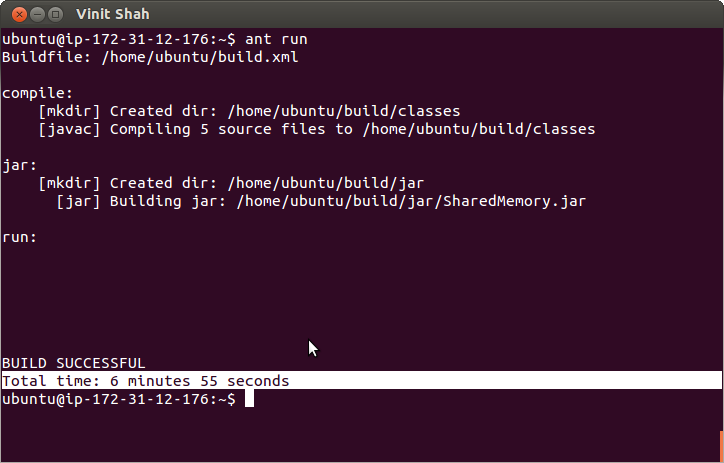 Vinit Shah
ubuntu@ip-172-31-12-176:~$ ant run
Buildfile: /home/ubuntu/build.xml
compile:
[mkdir] Created dir: /home/ubuntu/build/classes
[javac] Compiling 5 source files to /home/ubuntu/build/classes
jar:
[mkdir] Created dir: /home/ubuntu/build/jar
[jar] Building jar: /home/ubuntu/build/jar/SharedMemory.jar
run:
BUILD SUCCESSFUL
Total time: 6 minutes 55 seconds
ubuntu@ip-172-31-12-176:~$